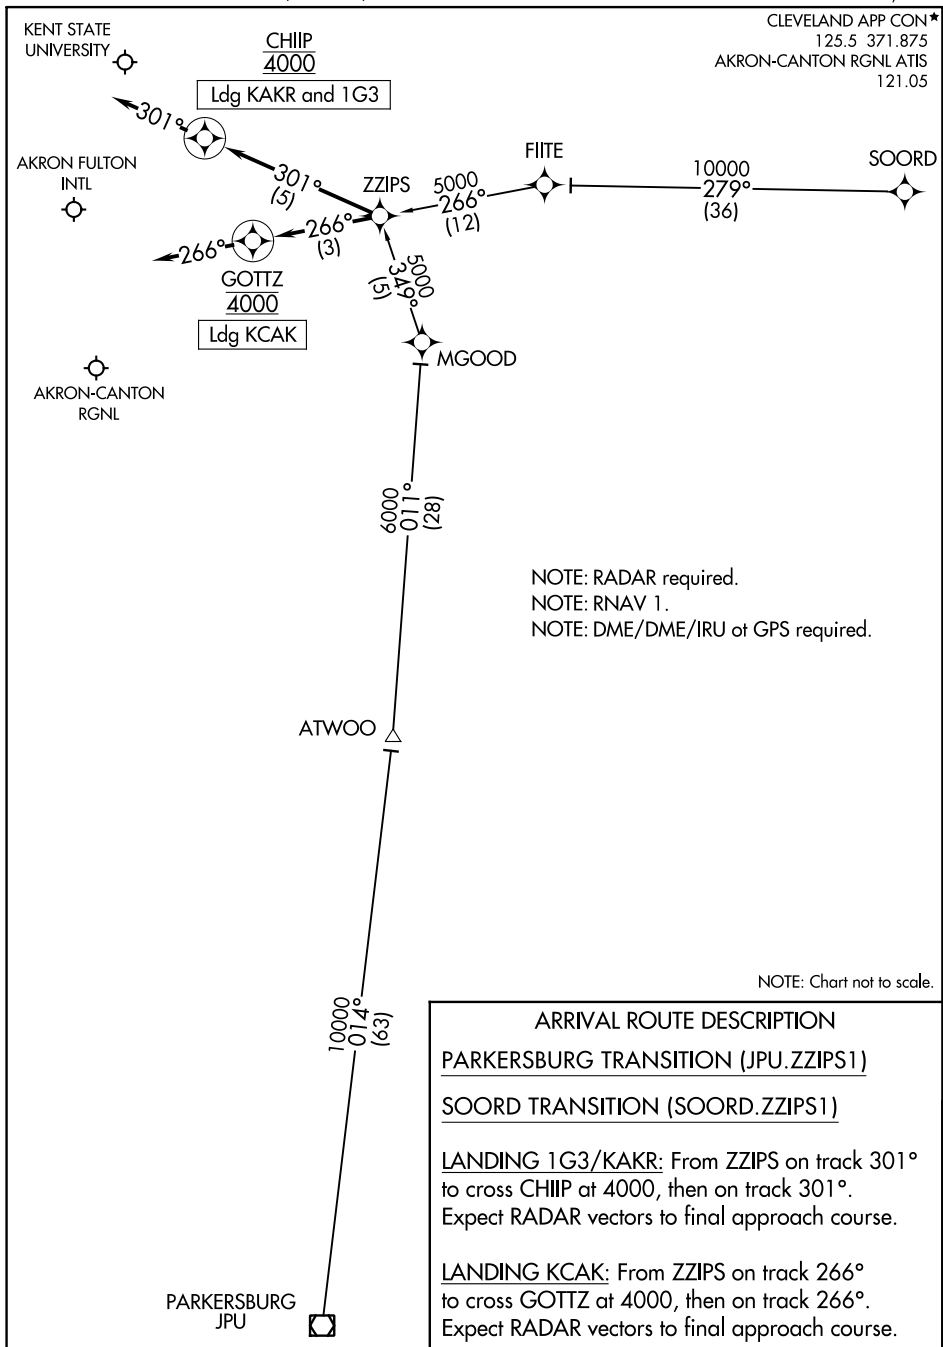 CLEVELAND APP CON★
125.5 371.875
AKRON-CANTON RGNL ATIS
121.05
KENT STATE
UNIVERSITY
CHIIP
4000
Ldg KAKR and 1G3
301°
AKRON FULTON
INTL
301°
(5)
ZZIPS
FIITE
SOORD
5000
266°
(12)
10000
279°
(36)
266°
266°
(3)
GOTTZ
4000
Ldg KCAK
5000
349°
(5)
MGOOD
AKRON-CANTON
RGNL
6000
011°
(28)
NOTE: RADAR required.
NOTE: RNAV 1.
NOTE: DME/DME/IRU ot GPS required.
ATWOO
10000
014°
(63)
NOTE: Chart not to scale.
PARKERSBURG
JPU
ARRIVAL ROUTE DESCRIPTION
PARKERSBURG TRANSITION (JPU.ZZIPS1)
SOORD TRANSITION (SOORD.ZZIPS1)
LANDING 1G3/KAKR: From ZZIPS on track 301°
to cross CHIIP at 4000, then on track 301°.
Expect RADAR vectors to final approach course.
LANDING KCAK: From ZZIPS on track 266°
to cross GOTTZ at 4000, then on track 266°.
Expect RADAR vectors to final approach course.